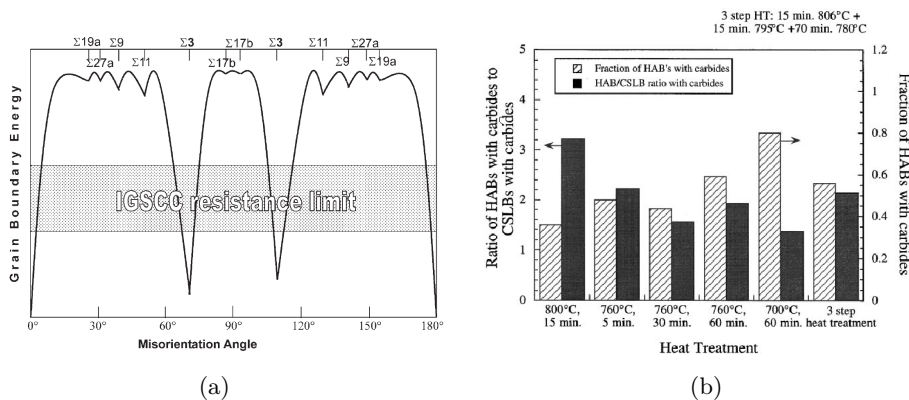 Σ19a Σ9 Σ3 Σ17b Σ3 Σ11 Σ27a
Σ27a Σ11 Σ17b Σ9 Σ19a
Grain Boundary Energy
IGSCC resistance limit
0° 30° 60° 90° 120° 150° 180°
Misorientation Angle
(a)
3 step HT: 15 min. 806°C +
15 min. 795°C +70 min. 780°C
Ratio of HABs with carbides to
CSLBs with carbides
5
4
3
2
1
0
Fraction of HAB's with carbides
HAB/CSLB ratio with carbides
1.2
1
0.8
0.6
0.4
0.2
0
Fraction of HABs
with carbides
800°C, 760°C, 760°C, 760°C, 700°C, 3 step
15 min. 5 min. 30 min. 60 min. 60 min. heat treatment
Heat Treatment
(b)